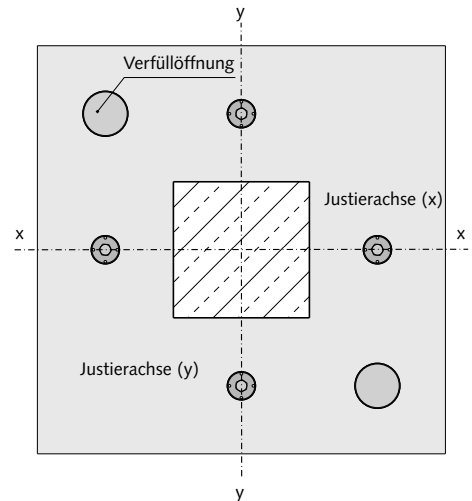 y
Verfüllöffnung
Justierachse (x)
x
x
Justierachse (y)
y